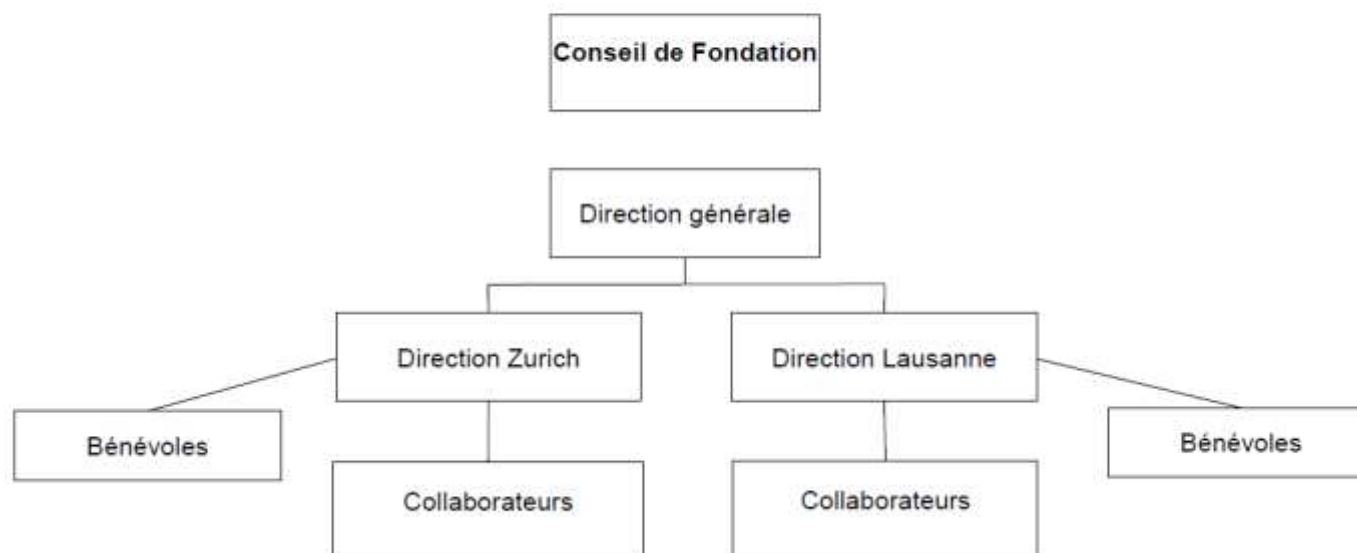 Conseil de Fondation
Direction générale
Direction Zurich
Direction Lausanne
Bénévoles
Bénévoles
Collaborateurs
Collaborateurs